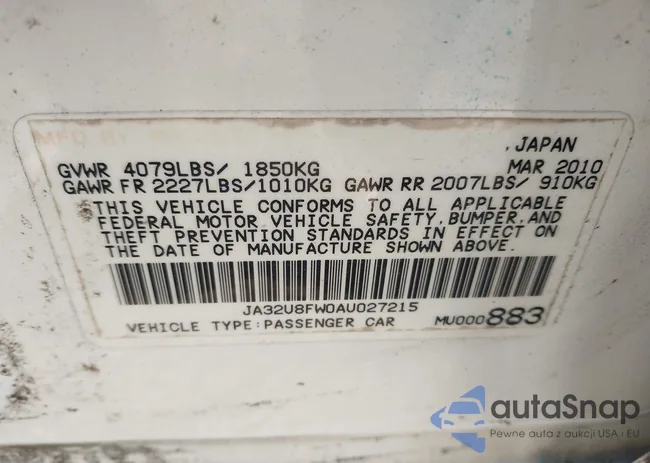 MFD BY
, JAPAN
GVWR 4079LBS/ 1850KG MAR 2010
GAWR FR 2227LBS/1010KG GAWR RR 2007LBS/ 910KG
THIS VEHICLE CONFORMS TO ALL APPLICABLE
FEDERAL MOTOR VEHICLE SAFETY,BUMPER,AND
THEFT PREVENTION STANDARDS IN EFFECT ON
THE DATE OF MANUFACTURE SHOWN ABOVE.
JA32U8FW0AU027215
VEHICLE TYPE:PASSENGER CAR MU000883
autaSnap
Pewne auta z aukcji USA i EU